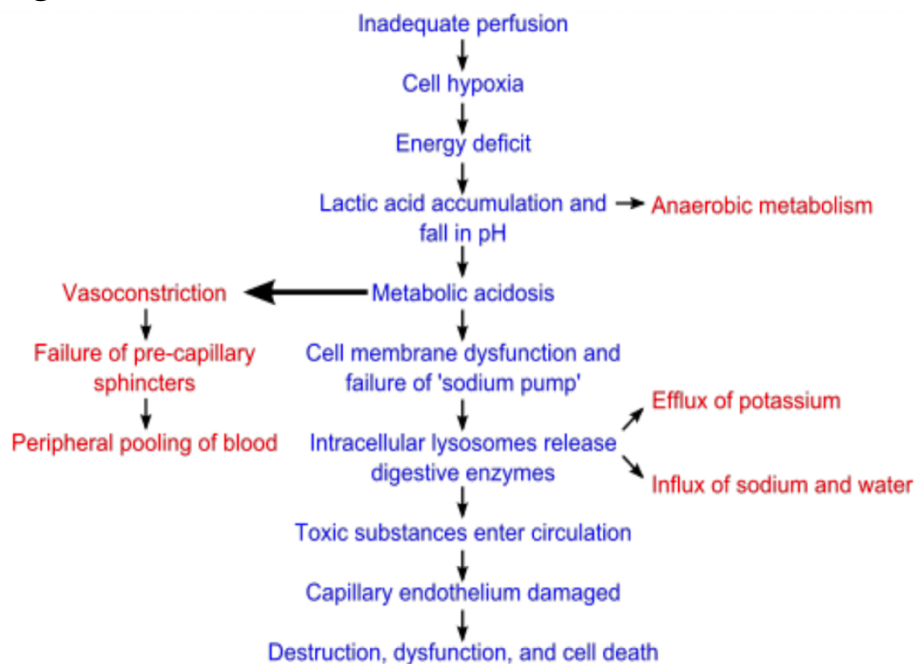 Inadequate perfusion
Cell hypoxia
Energy deficit
Lactic acid accumulation and
fall in pH
Anaerobic metabolism
Vasoconstriction
Metabolic acidosis
Failure of pre-capillary
sphincters
Cell membrane dysfunction and
failure of 'sodium pump'
Efflux of potassium
Peripheral pooling of blood
Intracellular lysosomes release
digestive enzymes
Influx of sodium and water
Toxic substances enter circulation
Capillary endothelium damaged
Destruction, dysfunction, and cell death